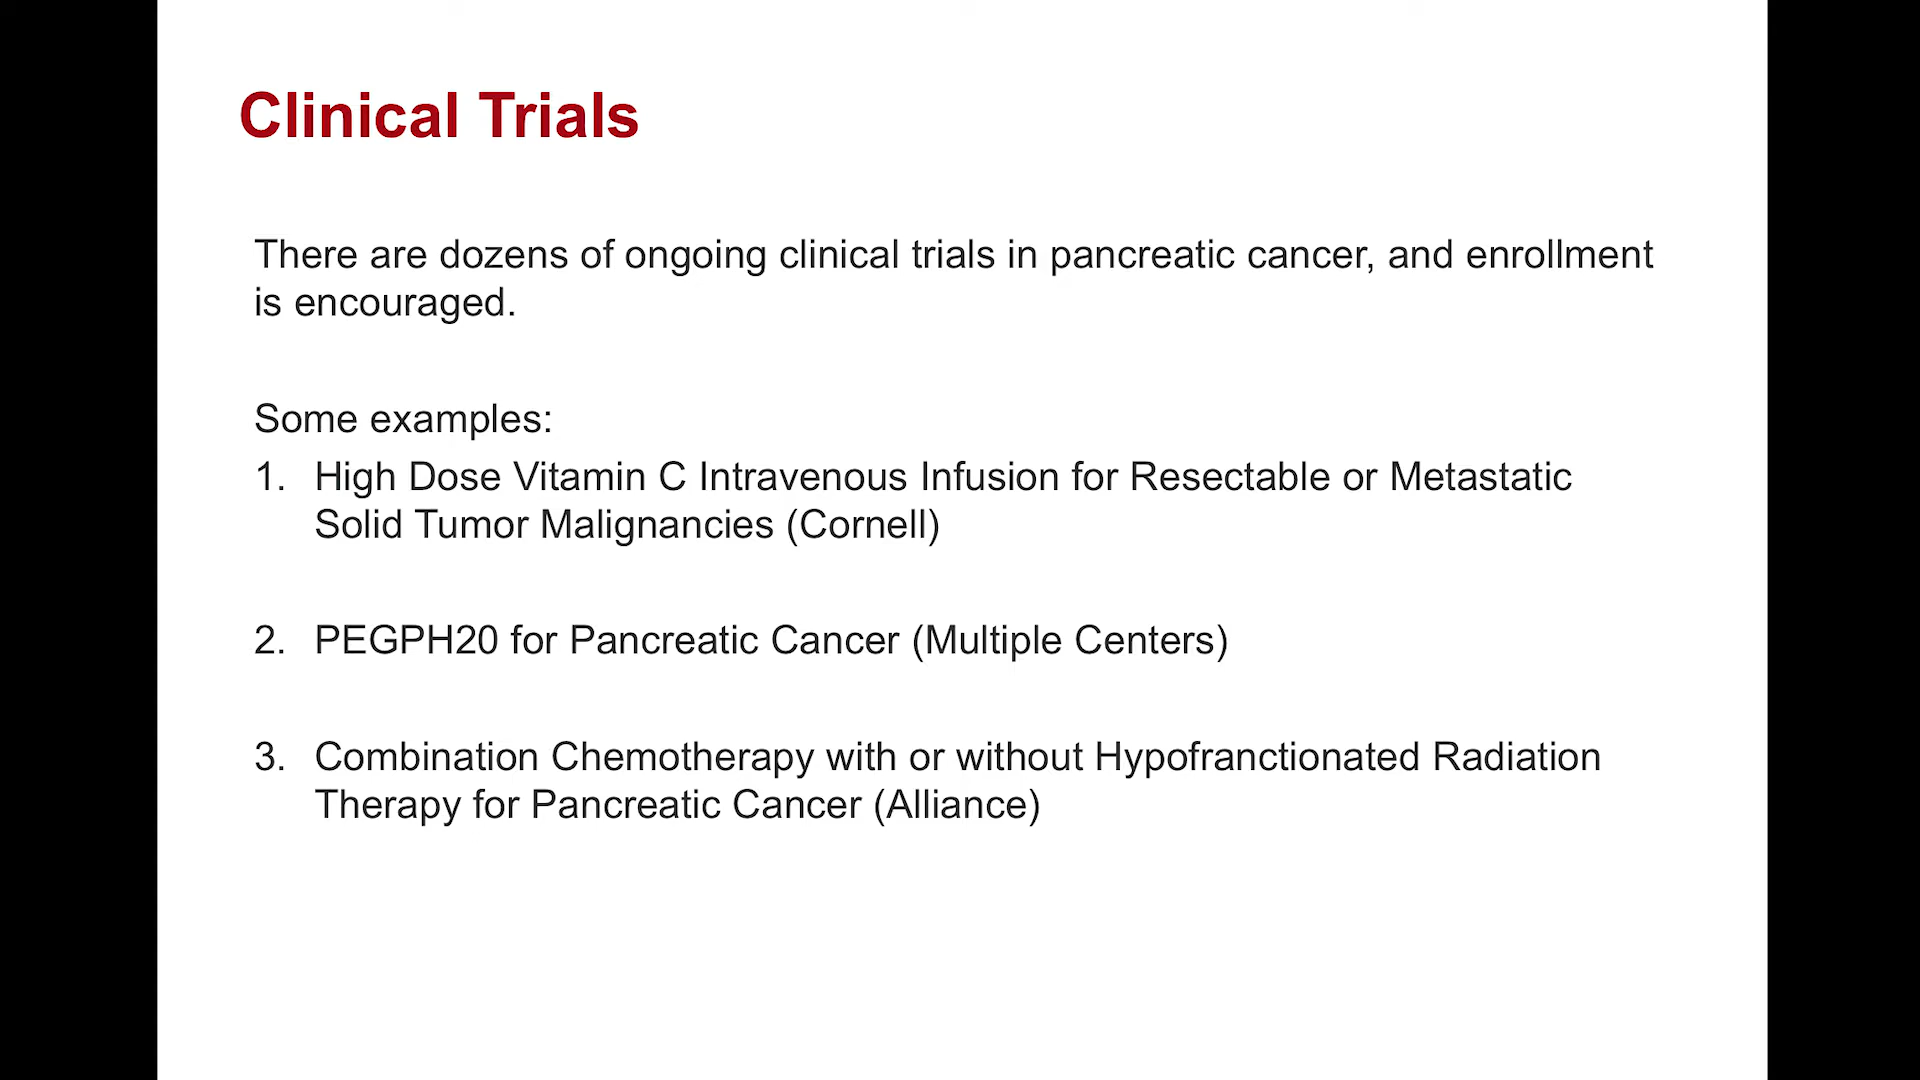 Clinical Trials
There are dozens of ongoing clinical trials in pancreatic cancer, and enrollment
is encouraged.
Some examples:
1. High Dose Vitamin C Intravenous Infusion for Resectable or Metastatic
Solid Tumor Malignancies (Cornell)
2. PEGPH20 for Pancreatic Cancer (Multiple Centers)
3. Combination Chemotherapy with or without Hypofranctionated Radiation
Therapy for Pancreatic Cancer (Alliance)